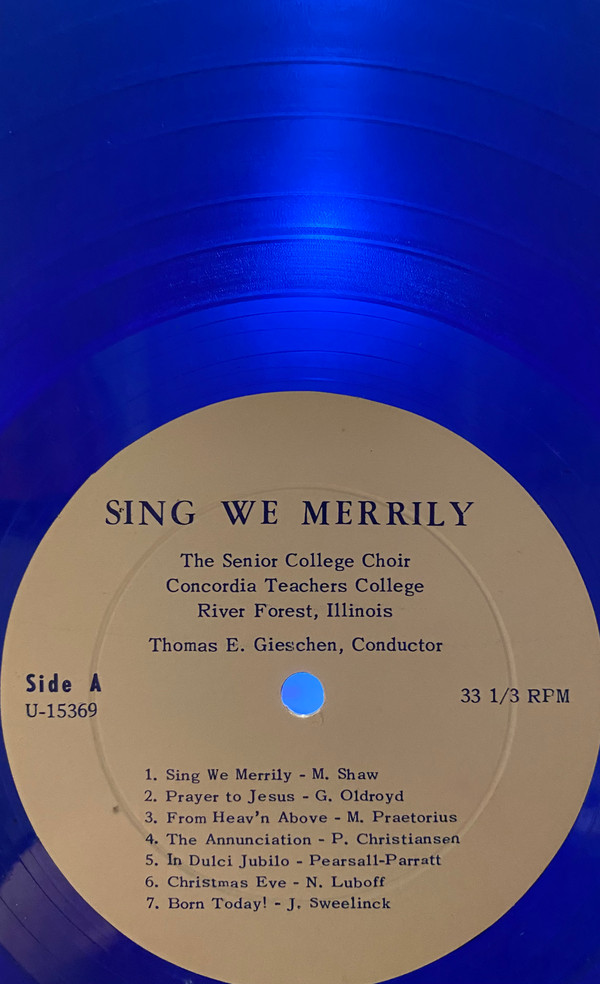 SING WE MERRILY
The Senior College Choir
Concordia Teachers College
River Forest, Illinois
Thomas E. Gieschen, Conductor
Side A
U-15369
33 1/3 RPM
1. Sing We Merrily - M. Shaw
2. Prayer to Jesus - G. Oldroyd
3. From Heav'n Above - M. Praetorius
4. The Annunciation - P. Christiansen
5. In Dulci Jubilo - Pearsall-Parratt
6. Christmas Eve - N. Luboff
7. Born Today! - J. Sweelinck